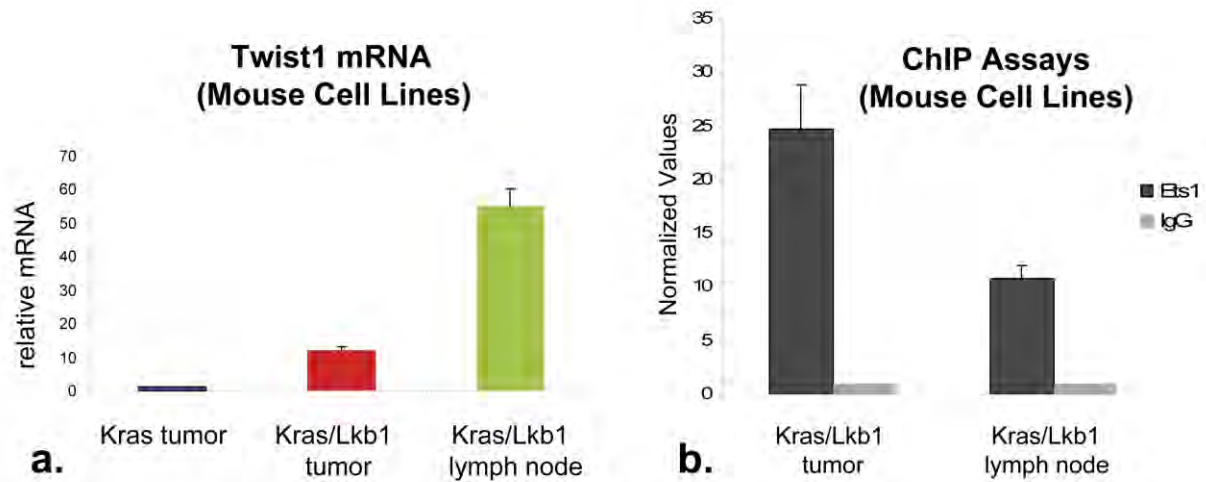 Twist1 mRNA
(Mouse Cell Lines)
relative mRNA
70
60
50
40
30
20
10
0
Kras tumor
Kras/Lkb1
tumor
Kras/Lkb1
lymph node
a.
ChIP Assays
(Mouse Cell Lines)
Normalized Values
35
30
25
20
15
10
5
0
Ets1
IgG
Kras/Lkb1
tumor
Kras/Lkb1
lymph node
b.